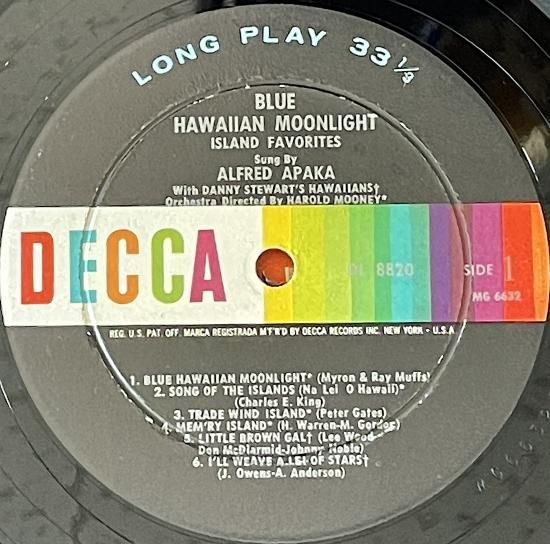 LONG PLAY 33 1/3
BLUE
HAWAIIAN MOONLIGHT
ISLAND FAVORITES
Sung By
ALFRED APAKA
With DANNY STEWART'S HAWAIIANS†
Orchestra Directed By HAROLD MOONEY*
DECCA
DL 8820
SIDE 1
MG 6632
REG. U.S. PAT. OFF. MARCA REGISTRADA M'F'R'D BY DECCA RECORDS INC. NEW YORK - U.S.A
1. BLUE HAWAIIAN MOONLIGHT* (Myron & Ray Muffs)
2. SONG OF THE ISLANDS (Na Lei O Hawaii)*
(Charles E. King)
3. TRADE WIND ISLAND* (Peter Gates)
4. MEM'RY ISLAND* (H. Warren-M. Gordon)
5. LITTLE BROWN GAL† (Lee Wood-
Don McDiarmid-Johnny Noble)
6. I'LL WEAVE A LEI OF STARS†
(J. Owens-A. Anderson)